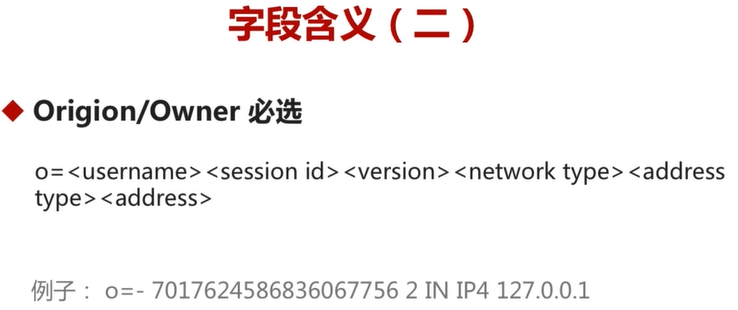 字段含义（二）
◆ Origion/Owner 必选
o=<username><session id><version><network type><address
type><address>
例子： o=- 7017624586836067756 2 IN IP4 127.0.0.1